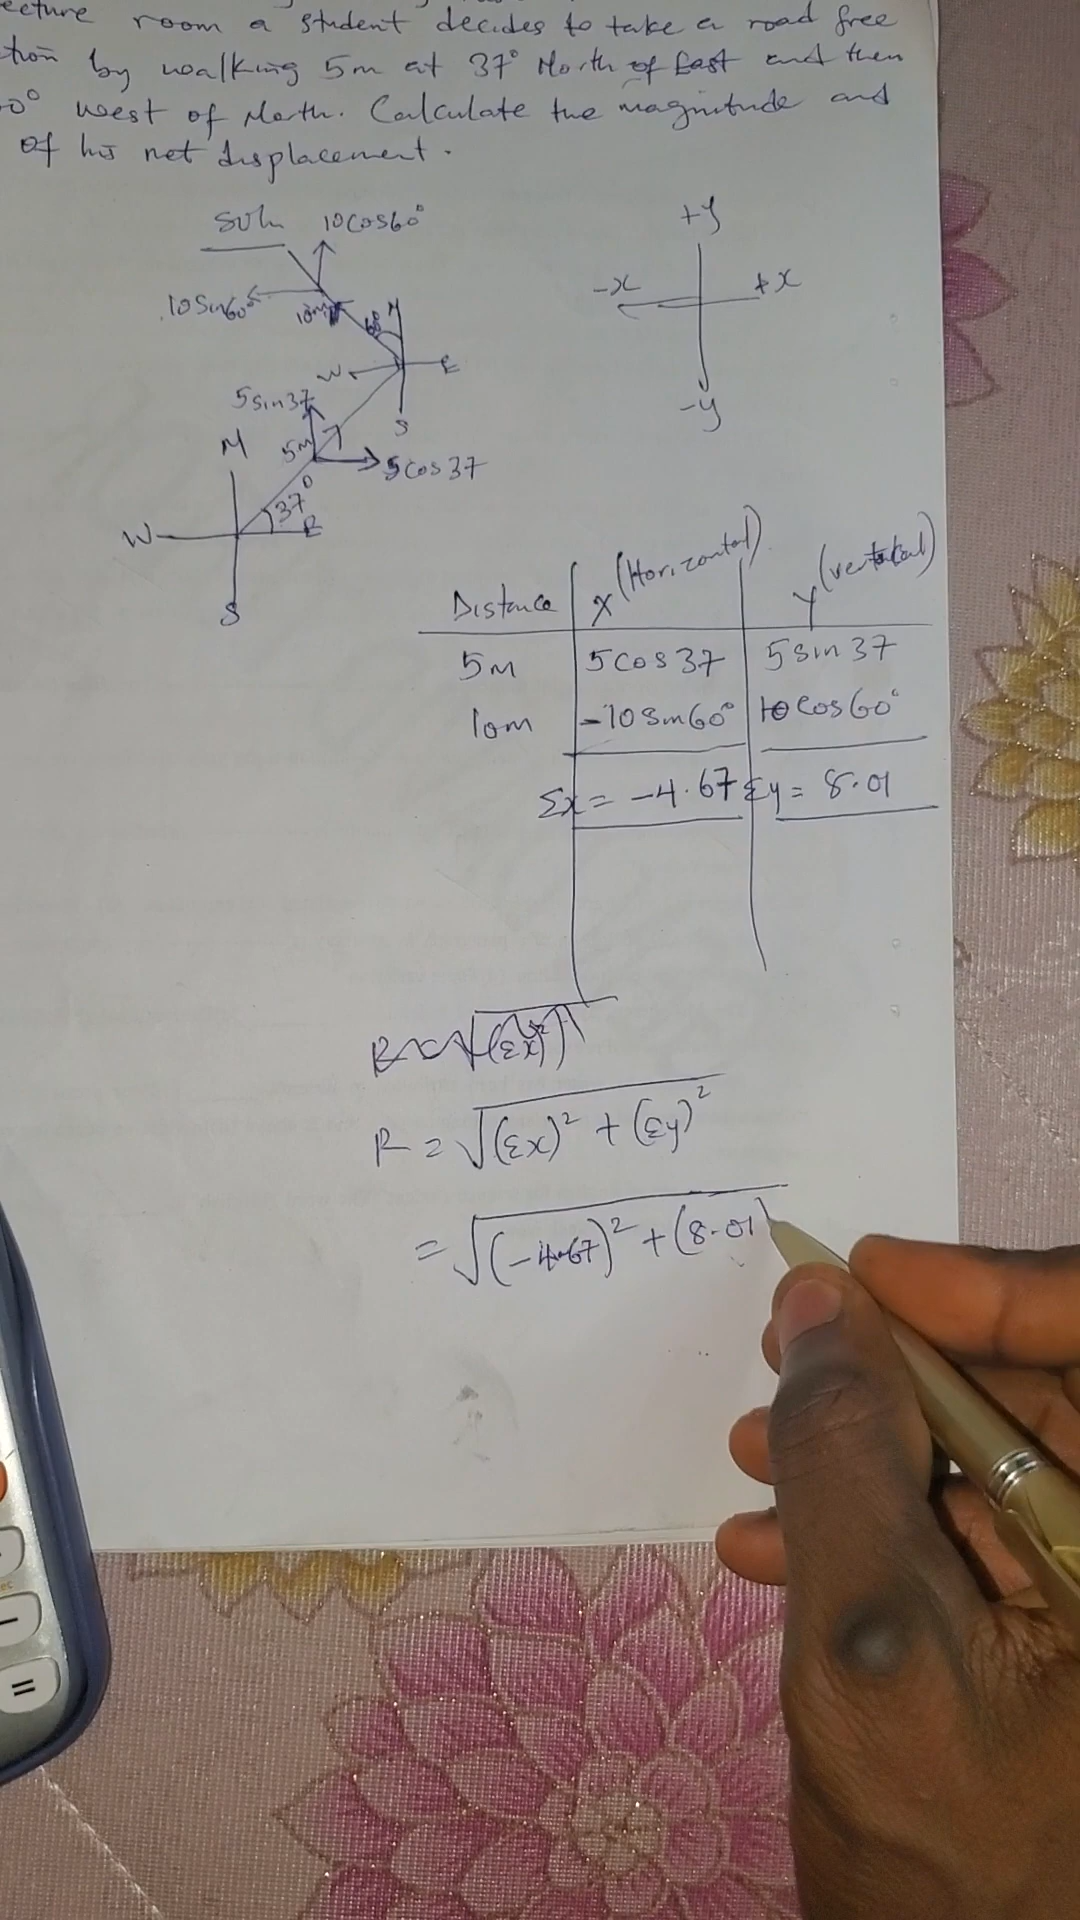 room a student decides to take a road free
by walking 5m at 37° North of East and then
0° west of North. Calculate the magnitude and
of his net displacement.
Soln
10cos60°
10Sin60°
10m
60°
N
W
E
S
5sin37
5m
5cos37
N
37°
W
E
S
+y
-x
+x
-y
Distance
x (Horizontal)
y (vertical)
5m
5cos37
5sin37
10m
-10Sin60°
10cos60°
Σx = -4.67
Σy = 8.01
R = √(Σx)² + (Σy)²
= √(-4.67)² + (8.01)
=